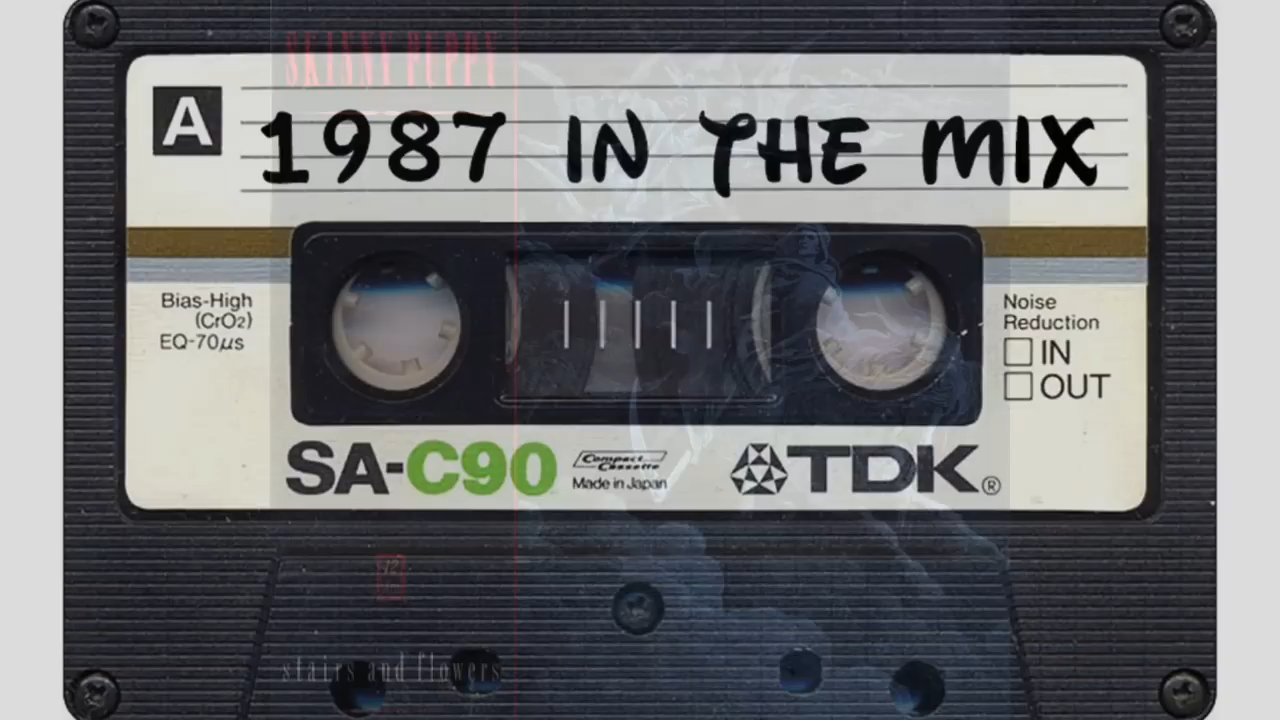 SKINNY PUPPY
A
1987 IN THE MIX
Bias-High
(CrO2)
EQ-70µs
Noise
Reduction
IN
OUT
SA-C90
Compact
Cassette
Made in Japan
TDK®
12
stairs and flowers